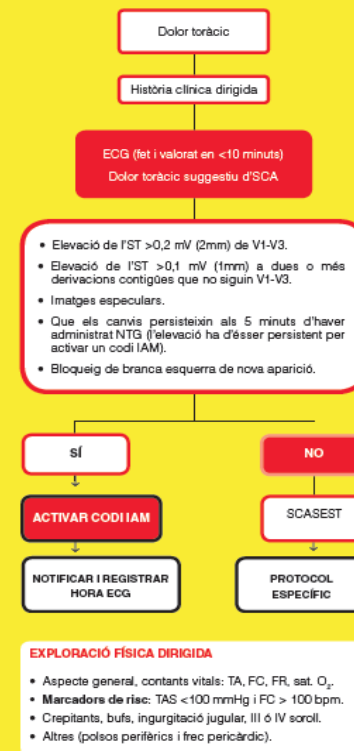 Dolor toràcic
Història clínica dirigida
ECG (fet i valorat en <10 minuts)
Dolor toràcic suggestiu d'SCA
• Elevació de l'ST >0,2 mV (2mm) de V1-V3.
• Elevació de l'ST >0,1 mV (1mm) a dues o més
derivacions contigües que no siguin V1-V3.
• Imatges especulars.
• Que els canvis persisteixin als 5 minuts d'haver
administrat NTG (l'elevació ha d'ésser persistent per
activar un codi IAM).
• Bloqueig de branca esquerra de nova aparició.
SÍ
NO
ACTIVAR CODI IAM
SCASEST
NOTIFICAR I REGISTRAR
HORA ECG
PROTOCOL
ESPECÍFIC
EXPLORACIÓ FÍSICA DIRIGIDA
• Aspecte general, contants vitals: TA, FC, FR, sat. O₂.
• Marcadors de risc: TAS <100 mmHg i FC > 100 bpm.
• Crepitants, bufs, ingurgitació jugular, III ó IV soroll.
• Altres (polsos perifèrics i frec pericàrdic).